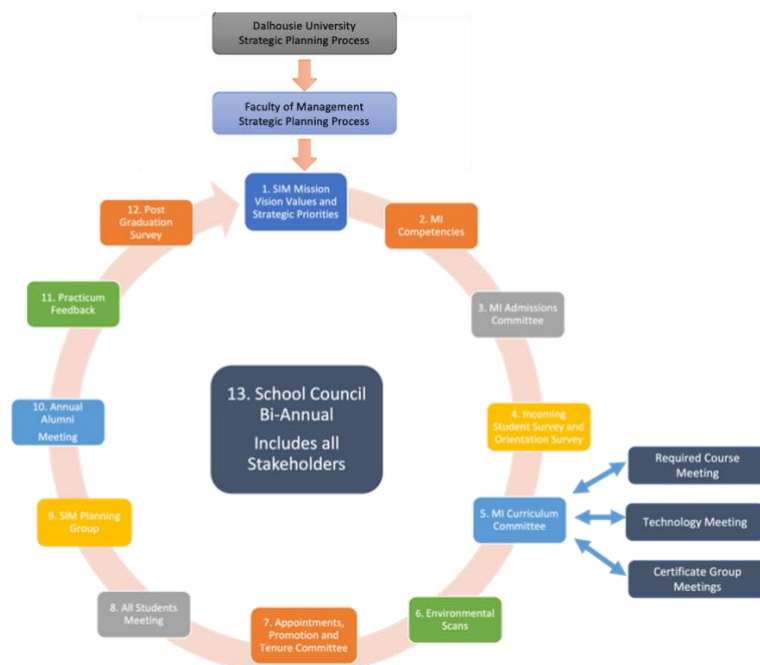 Dalhousie University
Strategic Planning Process
Faculty of Management
Strategic Planning Process
1. SIM Mission
Vision Values and
Strategic Priorities
2. MI
Competencies
3. MI Admissions
Committee
4. Incoming
Student Survey and
Orientation Survey
5. MI Curriculum
Committee
Required Course
Meeting
Technology Meeting
Certificate Group
Meetings
6. Environmental
Scans
7. Appointments,
Promotion and
Tenure Committee
8. All Students
Meeting
9. SIM Planning
Group
10. Annual
Alumni
Meeting
11. Practicum
Feedback
12. Post
Graduation
Survey
13. School Council
Bi-Annual
Includes all
Stakeholders